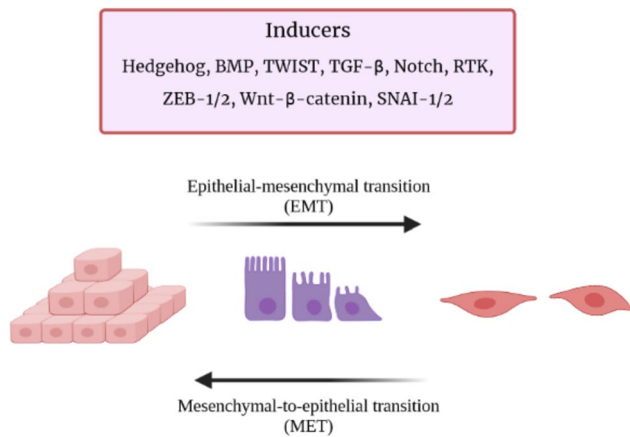 Inducers
Hedgehog, BMP, TWIST, TGF-β, Notch, RTK,
ZEB-1/2, Wnt-β-catenin, SNAI-1/2
Epithelial-mesenchymal transition
(EMT)
Mesenchymal-to-epithelial transition
(MET)